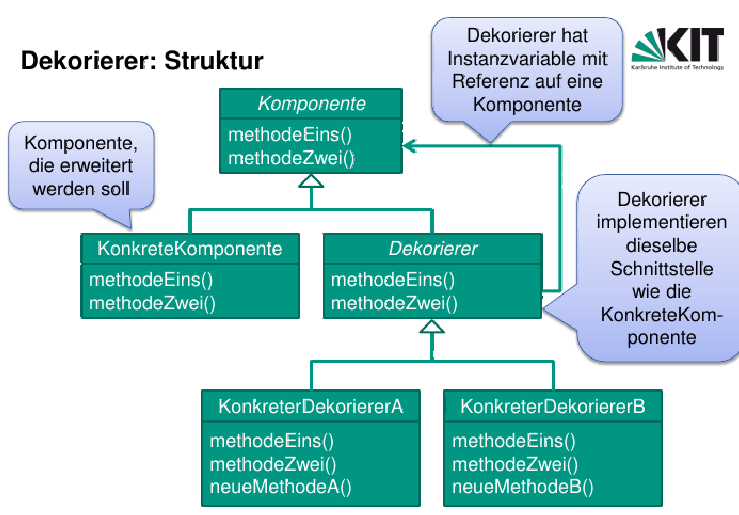 Dekorierer: Struktur
Dekorierer hat
Instanzvariable mit
Referenz auf eine
Komponente
KIT
Karlsruhe Institute of Technology
Komponente
methodeEins()
methodeZwei()
Komponente,
die erweitert
werden soll
Dekorierer
implementieren
dieselbe
Schnittstelle
wie die
KonkreteKom-
ponente
KonkreteKomponente
methodeEins()
methodeZwei()
Dekorierer
methodeEins()
methodeZwei()
KonkreterDekoriererA
methodeEins()
methodeZwei()
neueMethodeA()
KonkreterDekoriererB
methodeEins()
methodeZwei()
neueMethodeB()